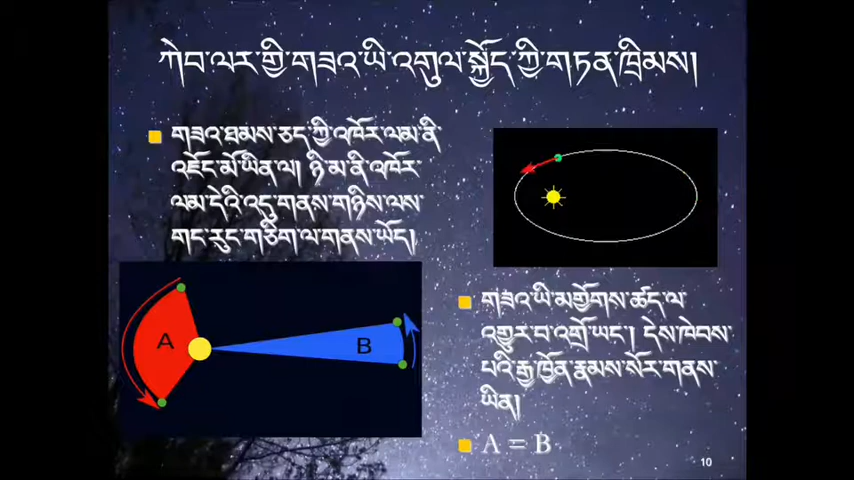 ཀེབ་ལར་གྱི་གཟའ་ཡི་འགུལ་སྐྱོད་ཀྱི་གཏན་ཁྲིམས།
གཟའ་ཐམས་ཅད་ཀྱི་འཁོར་ལམ་ནི་
འཇོང་མོ་ཡིན་ལ། ཉི་མ་ནི་འཁོར་
ལམ་དེའི་འདུ་གནས་གཉིས་ལས་
གང་རུང་གཅིག་ལ་གནས་ཡོད།
A
B
གཟའ་ཡི་མགྱོགས་ཚད་ལ་
འགྱུར་བ་འགྲོ་ཡང་། དེས་ཁེབས་
པའི་རྒྱ་ཁྱོན་རྣམས་སོར་གནས་
ཡིན།
A = B
10